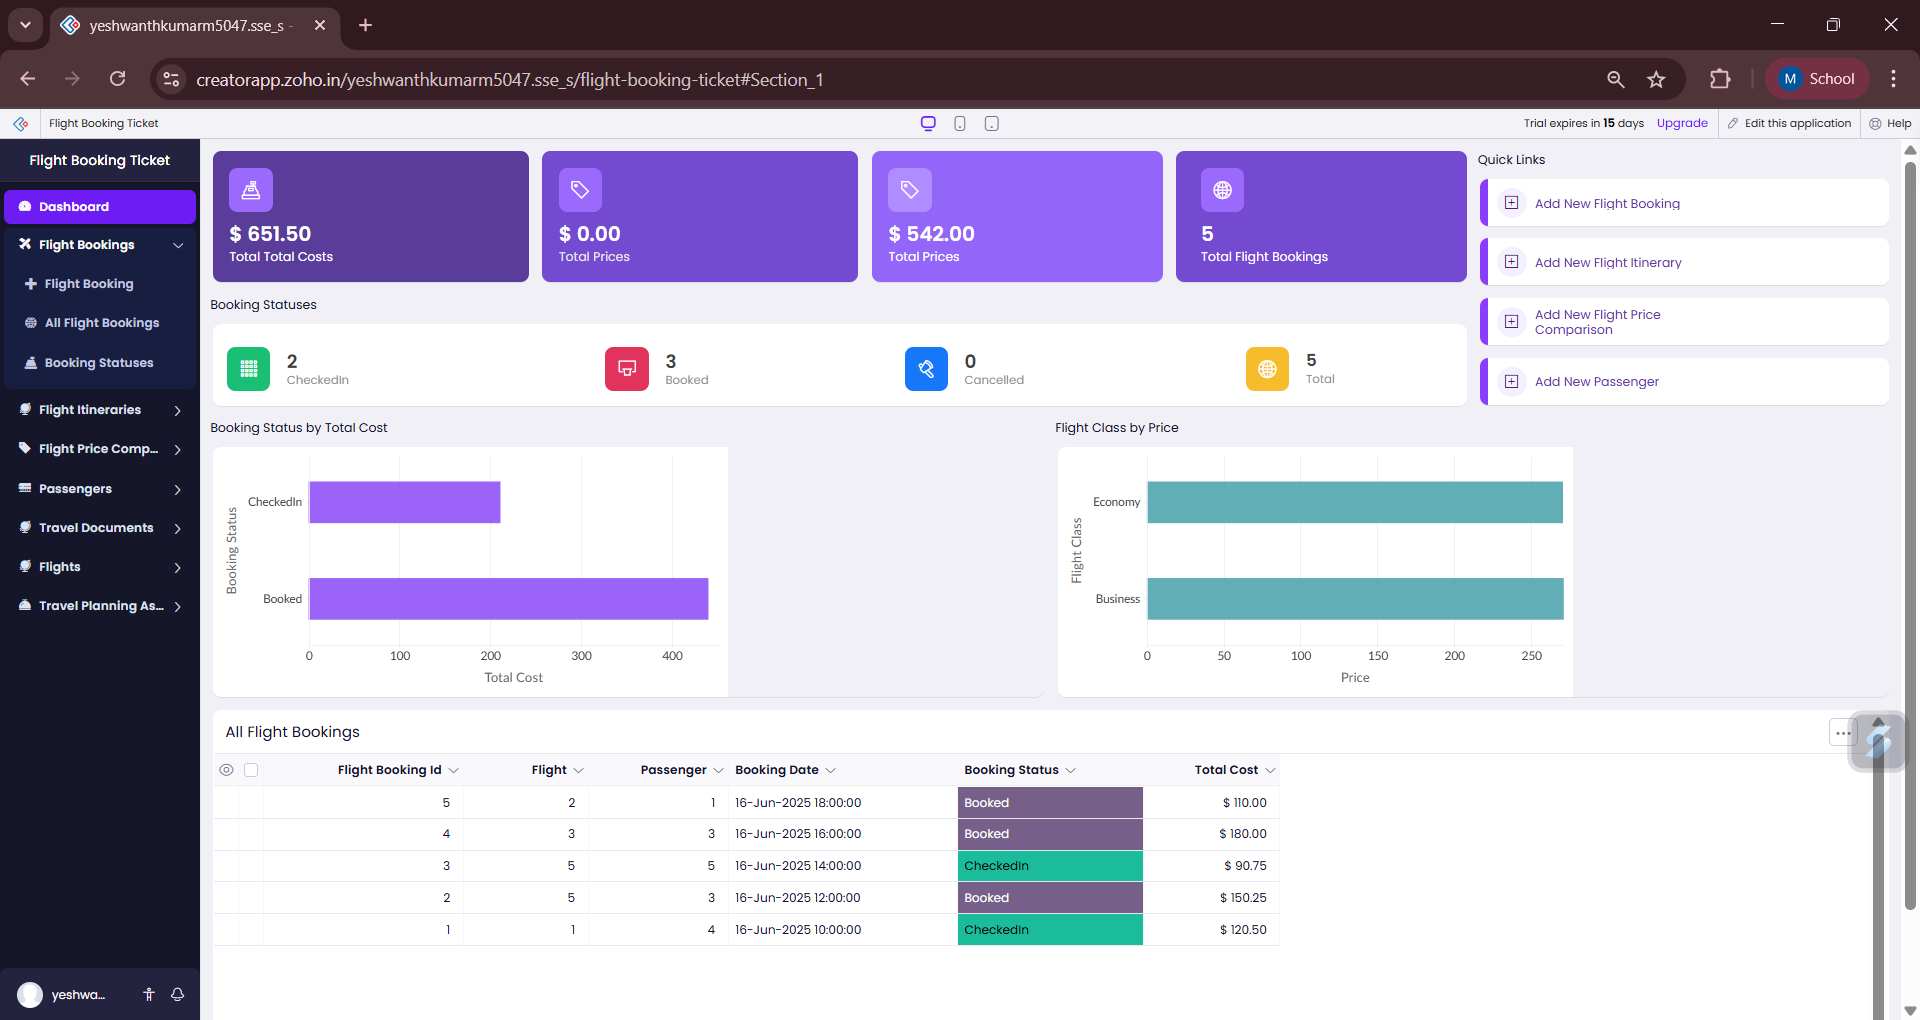 yeshwanthkumarm5047.sse_s -
creatorapp.zoho.in/yeshwanthkumarm5047.sse_s/flight-booking-ticket#Section_1
M School
Flight Booking Ticket
Trial expires in 15 days Upgrade Edit this application Help
Flight Booking Ticket
Dashboard
Flight Bookings
Flight Booking
All Flight Bookings
Booking Statuses
Flight Itineraries
Flight Price Comp...
Passengers
Travel Documents
Flights
Travel Planning As...
yeshwa...
$ 651.50
Total Total Costs
$ 0.00
Total Prices
$ 542.00
Total Prices
5
Total Flight Bookings
Quick Links
Add New Flight Booking
Add New Flight Itinerary
Add New Flight Price
Comparison
Add New Passenger
Booking Statuses
2
CheckedIn
3
Booked
0
Cancelled
5
Total
Booking Status by Total Cost
Booking Status
CheckedIn
Booked
0 100 200 300 400
Total Cost
Flight Class by Price
Flight Class
Economy
Business
0 50 100 150 200 250
Price
All Flight Bookings
Flight Booking Id Flight Passenger Booking Date Booking Status Total Cost
5 2 1 16-Jun-2025 18:00:00 Booked $ 110.00
4 3 3 16-Jun-2025 16:00:00 Booked $ 180.00
3 5 5 16-Jun-2025 14:00:00 CheckedIn $ 90.75
2 5 3 16-Jun-2025 12:00:00 Booked $ 150.25
1 1 4 16-Jun-2025 10:00:00 CheckedIn $ 120.50